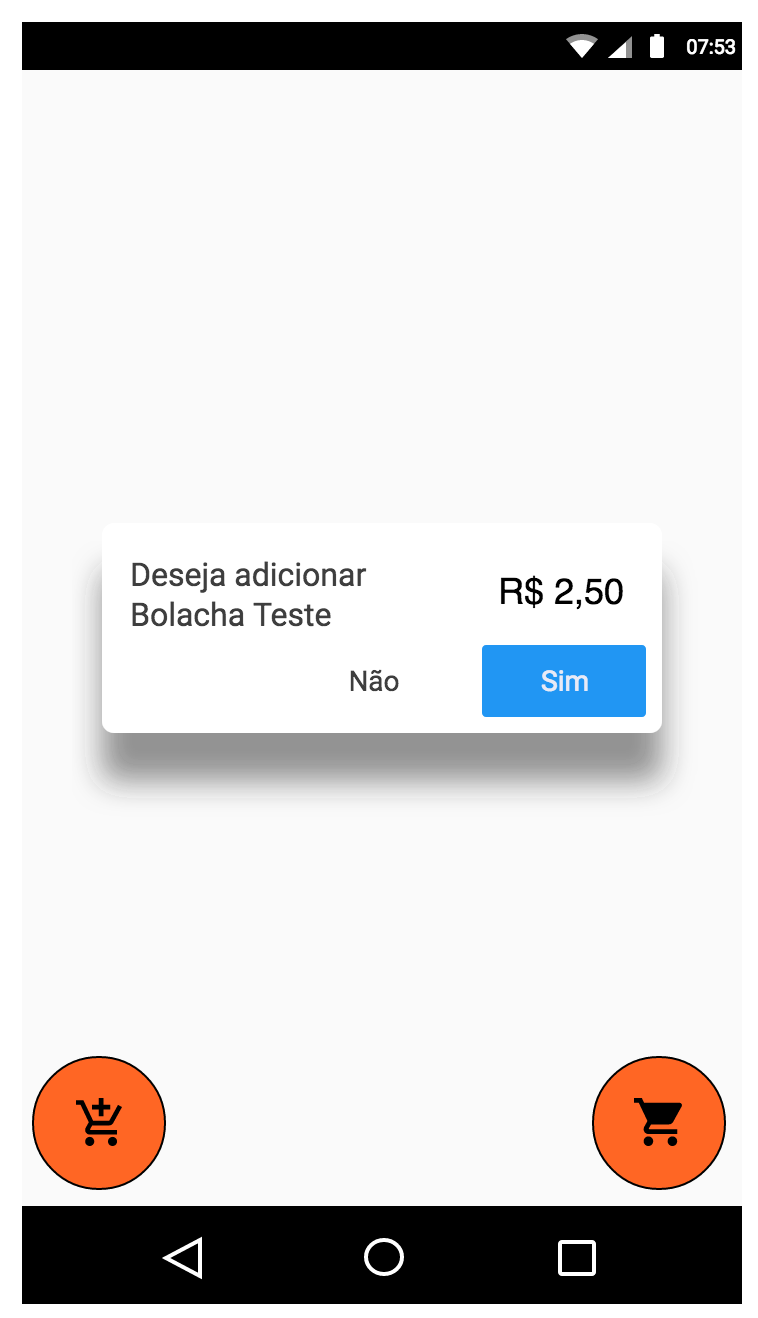 07:53
Deseja adicionar
Bolacha Teste
R$ 2,50
Não
Sim